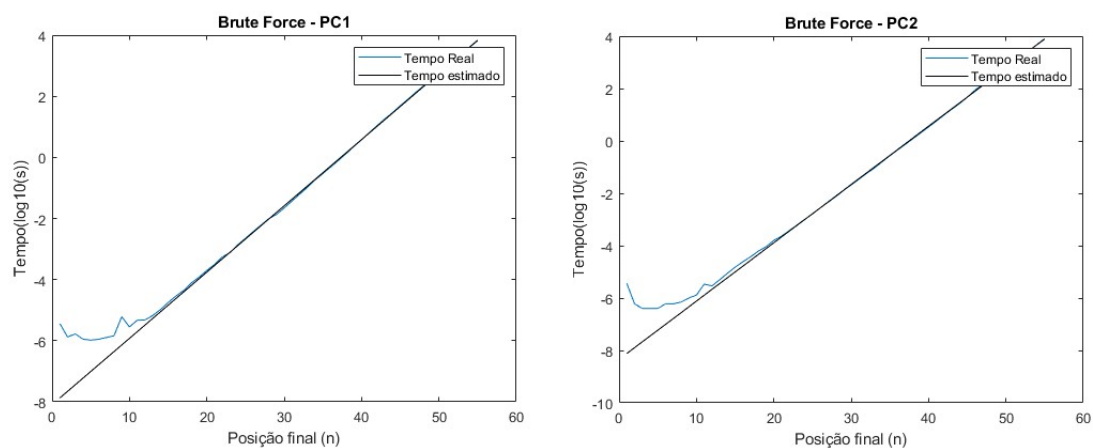 Brute Force - PC1
4
2
0
-2
-4
-6
-8
Tempo(log10(s))
Tempo Real
Tempo estimado
0 10 20 30 40 50 60
Posição final (n)
Brute Force - PC2
4
2
0
-2
-4
-6
-8
-10
Tempo(log10(s))
Tempo Real
Tempo estimado
0 10 20 30 40 50 60
Posição final (n)